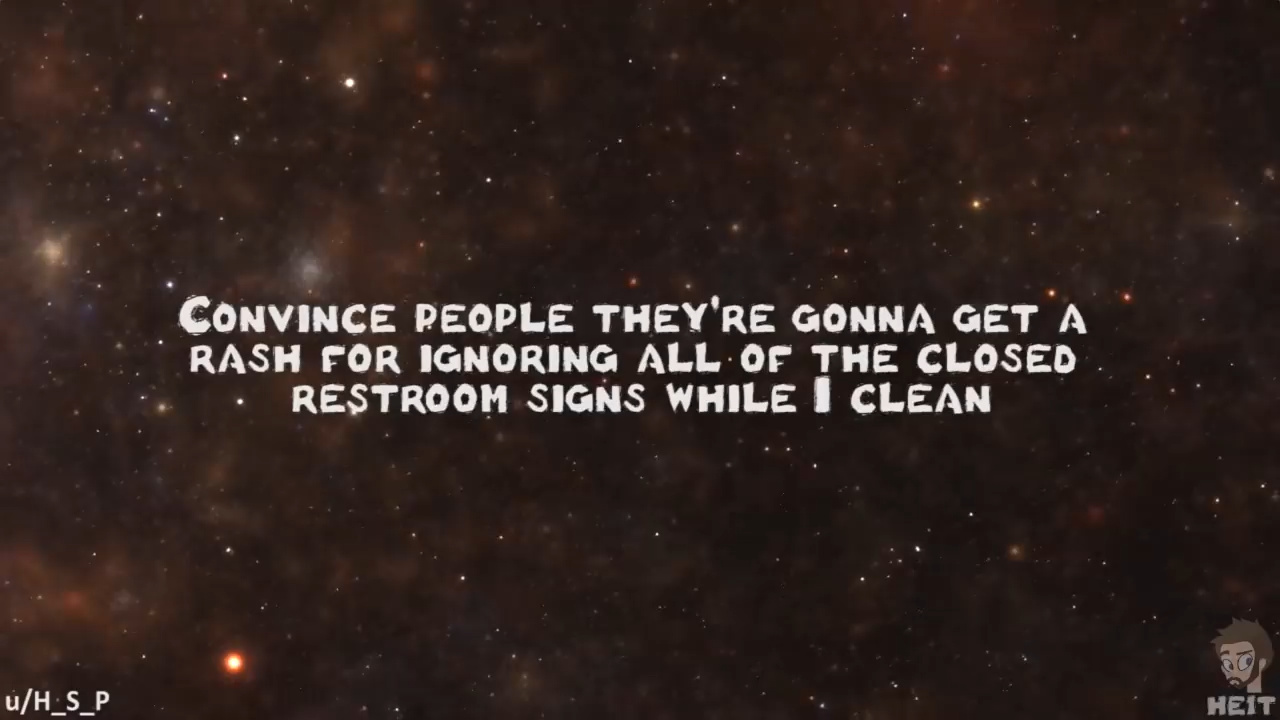 Convince people they're gonna get a
rash for ignoring all of the closed
restroom signs while I clean
u/H_S_P
HEIT